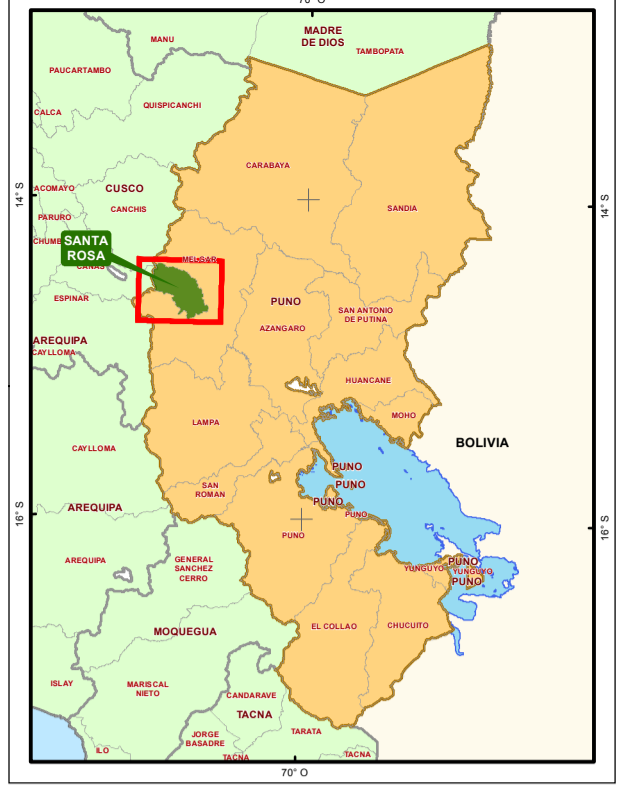 70° O
MADRE
DE DIOS
MANU
TAMBOPATA
PAUCARTAMBO
QUISPICANCHI
CALCA
CARABAYA
ACOMAYO
CUSCO
14° S
14° S
CANCHIS
SANDIA
PARURO
CHUMB
SANTA
ROSA
MELGAR
CANAS
ESPINAR
PUNO
SAN ANTONIO
DE PUTINA
AZANGARO
AREQUIPA
CAYLLOMA
HUANCANE
MOHO
LAMPA
BOLIVIA
CAYLLOMA
PUNO
PUNO
SAN
ROMAN
PUNO
AREQUIPA
PUNO
16° S
16° S
PUNO
AREQUIPA
GENERAL
SANCHEZ
CERRO
PUNO
YUNGUYO
YUNGUYO
PUNO
EL COLLAO
CHUCUITO
MOQUEGUA
ISLAY
MARISCAL
NIETO
CANDARAVE
TACNA
JORGE
BASADRE
TARATA
ILO
TACNA
TACNA
70° O